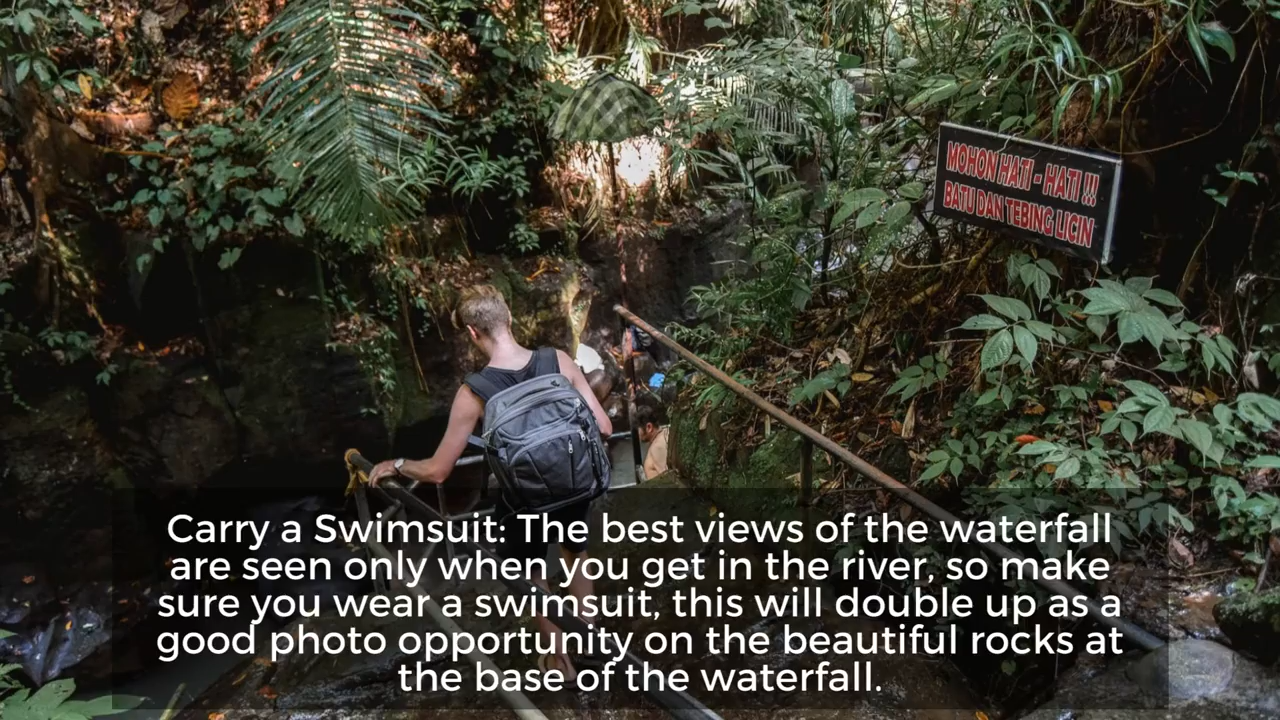 MOHON HATI - HATI !!!
BATU DAN TEBING LICIN
Carry a Swimsuit: The best views of the waterfall
are seen only when you get in the river, so make
sure you wear a swimsuit, this will double up as a
good photo opportunity on the beautiful rocks at
the base of the waterfall.